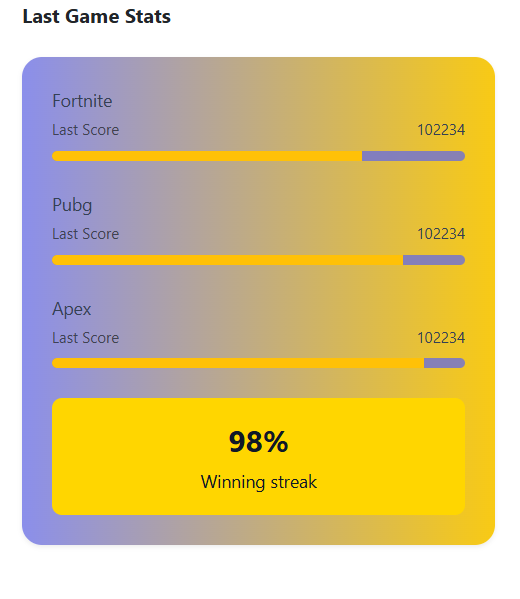 Last Game Stats
Fortnite
Last Score 102234
Pubg
Last Score 102234
Apex
Last Score 102234
98%
Winning streak